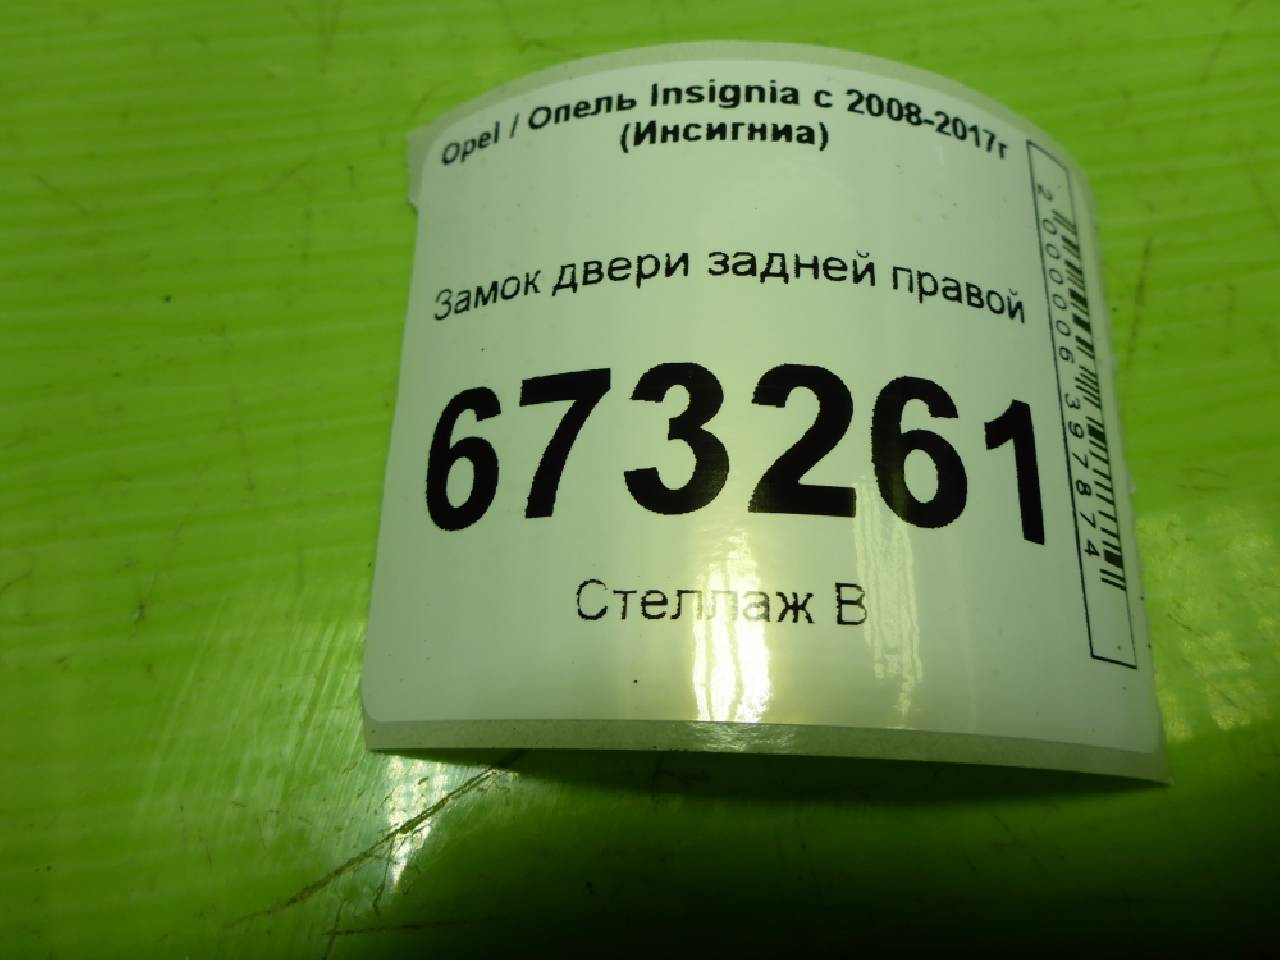 Opel / Опель Insignia с 2008-2017г
(Инсигниа)
Замок двери задней правой
673261
Стеллаж В
2000006397874